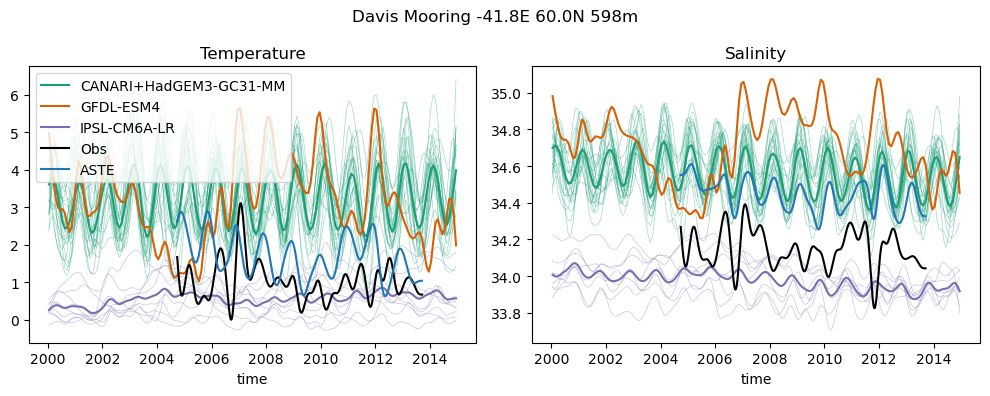 Davis Mooring -41.8E 60.0N 598m
Temperature
CANARI+HadGEM3-GC31-MM
GFDL-ESM4
IPSL-CM6A-LR
Obs
ASTE
6
5
4
3
2
1
0
2000 2002 2004 2006 2008 2010 2012 2014
time
Salinity
35.0
34.8
34.6
34.4
34.2
34.0
33.8
2000 2002 2004 2006 2008 2010 2012 2014
time